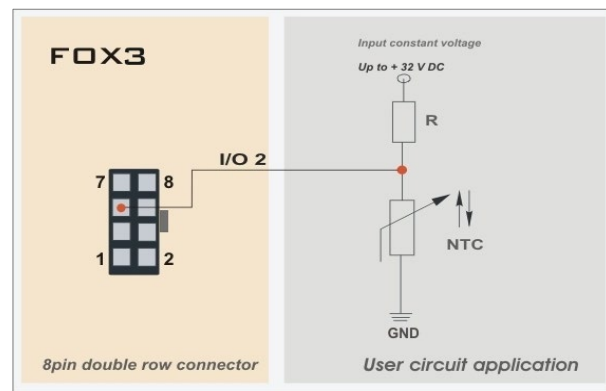 FOX3
Input constant voltage
Up to + 32 V DC
R
I/O 2
7
8
NTC
1
2
GND
8pin double row connector
User circuit application